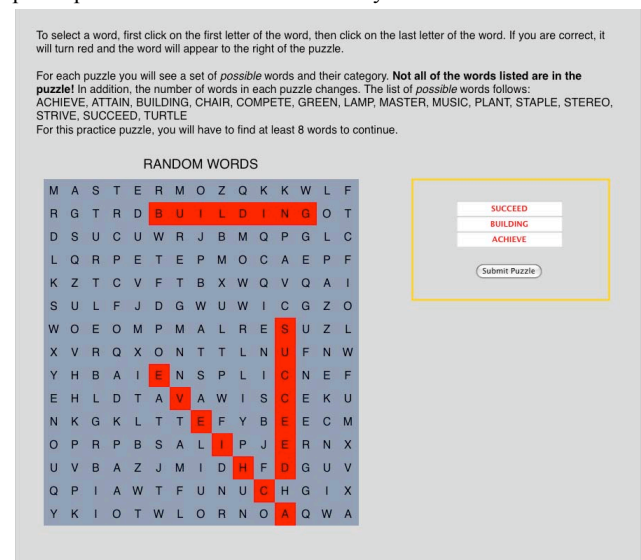 To select a word, first click on the first letter of the word, then click on the last letter of the word. If you are correct, it
will turn red and the word will appear to the right of the puzzle.
For each puzzle you will see a set of possible words and their category. Not all of the words listed are in the
puzzle! In addition, the number of words in each puzzle changes. The list of possible words follows:
ACHIEVE, ATTAIN, BUILDING, CHAIR, COMPETE, GREEN, LAMP, MASTER, MUSIC, PLANT, STAPLE, STEREO,
STRIVE, SUCCEED, TURTLE
For this practice puzzle, you will have to find at least 8 words to continue.
RANDOM WORDS
M A S T E R M O Z Q K K W L F
R G T R D B U I L D I N G O T
D S U C U W R J B M Q P G L C
L Q R P E T E P M O C A E P F
K Z T C V F T B X W Q V Q A I
S U L F J D G W U W I C G Z O
W O E O M P M A L R E S U Z L
X V R Q X O N T T L N U F N W
Y H B A I E N S P L I C N E F
E H L D T A V A W I S C E K U
N K G K L T T E F Y B E E C M
O P R P B S A L I P J E R N X
U V B A Z J M I D H F D G U V
Q P I A W T F U N U C H G I X
Y K I O T W L O R N O A Q W A
SUCCEED
BUILDING
ACHIEVE
Submit Puzzle